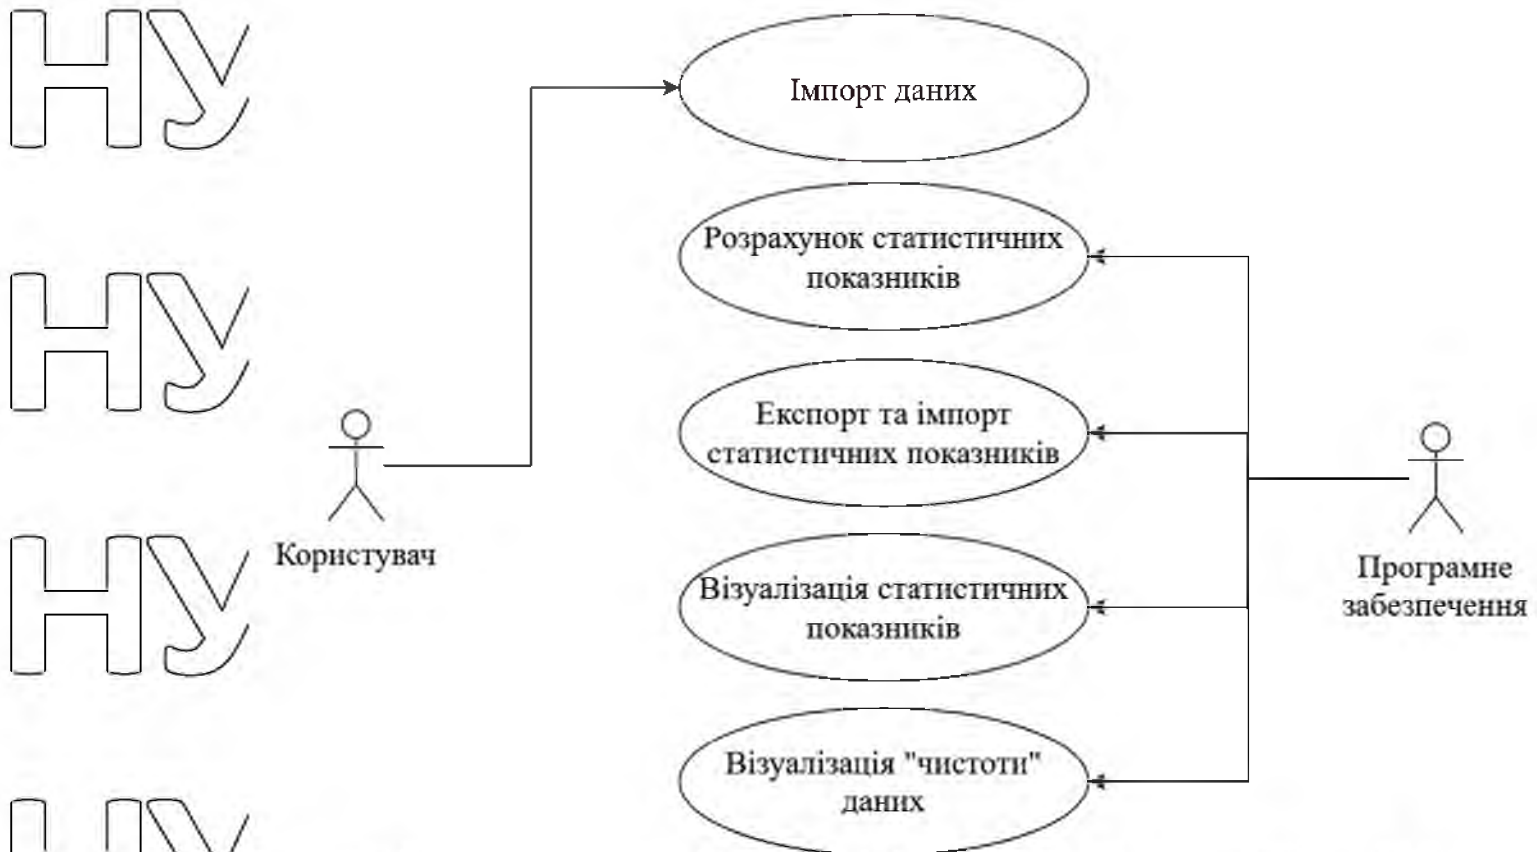 НУ
Імпорт даних
Розрахунок статистичних
показників
НУ
Експорт та імпорт
статистичних показників
Користувач
Програмне
забезпечення
НУ
Візуалізація статистичних
показників
Візуалізація "чистоти"
даних
НУ